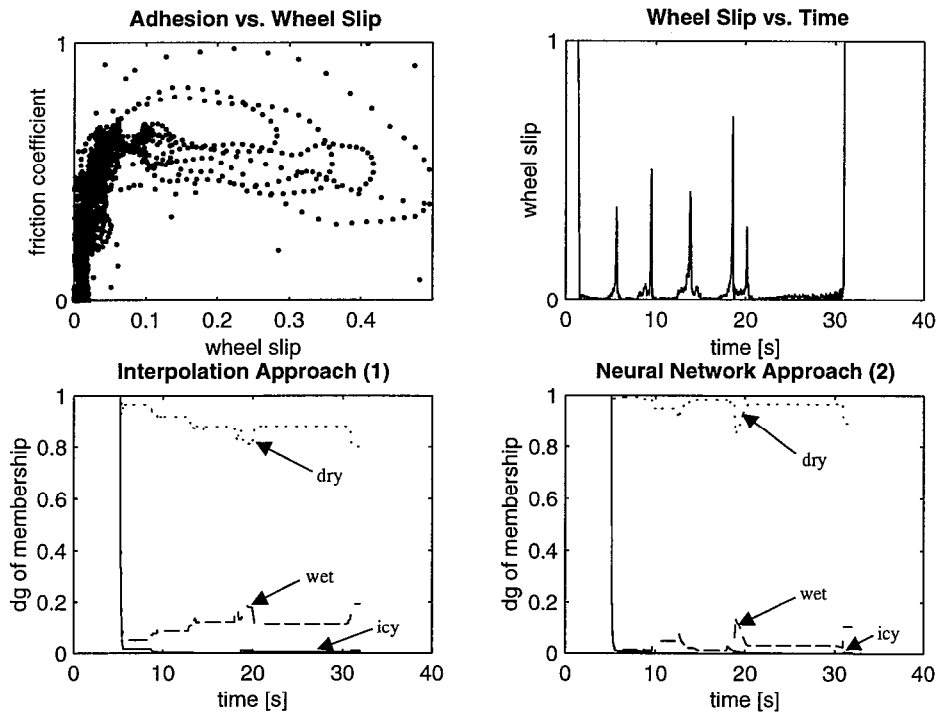 Adhesion vs. Wheel Slip
1
friction coefficient
0
0
0.1
0.2
0.3
0.4
wheel slip
Wheel Slip vs. Time
1
wheel slip
0
0
10
20
30
40
time [s]
Interpolation Approach (1)
1
0.8
0.6
0.4
0.2
0
dg of membership
dry
wet
icy
0
10
20
30
40
time [s]
Neural Network Approach (2)
1
0.8
0.6
0.4
0.2
0
dg of membership
dry
wet
icy
0
10
20
30
40
time [s]